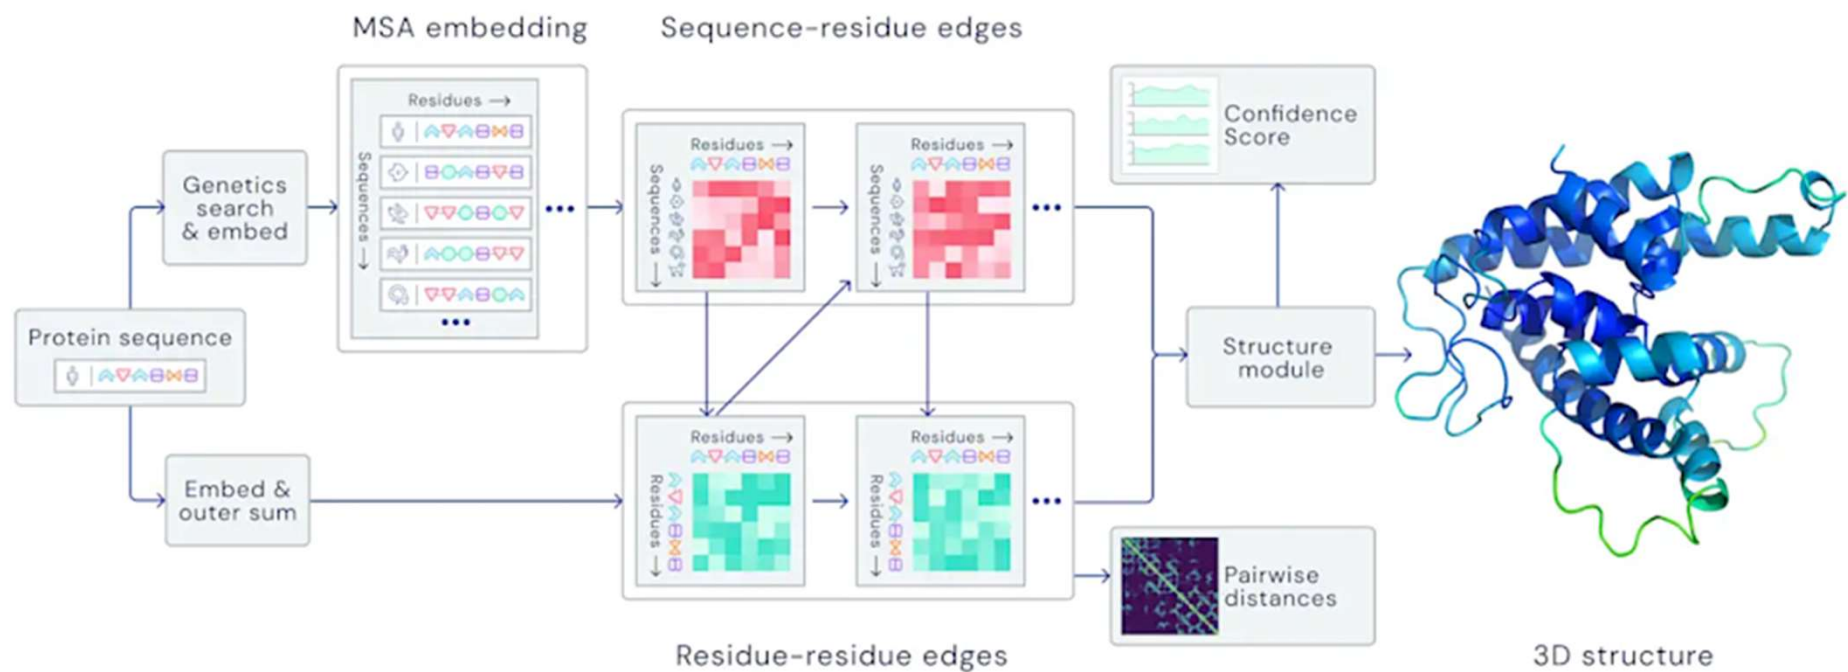 MSA embedding
Sequence-residue edges
Residues →
Sequences →
Genetics
search
& embed
Protein sequence
Embed &
outer sum
Residues →
Sequences →
Residues →
Sequences →
Residues →
Residues →
Residues →
Residues →
Confidence
Score
Structure
module
Pairwise
distances
Residue-residue edges
3D structure